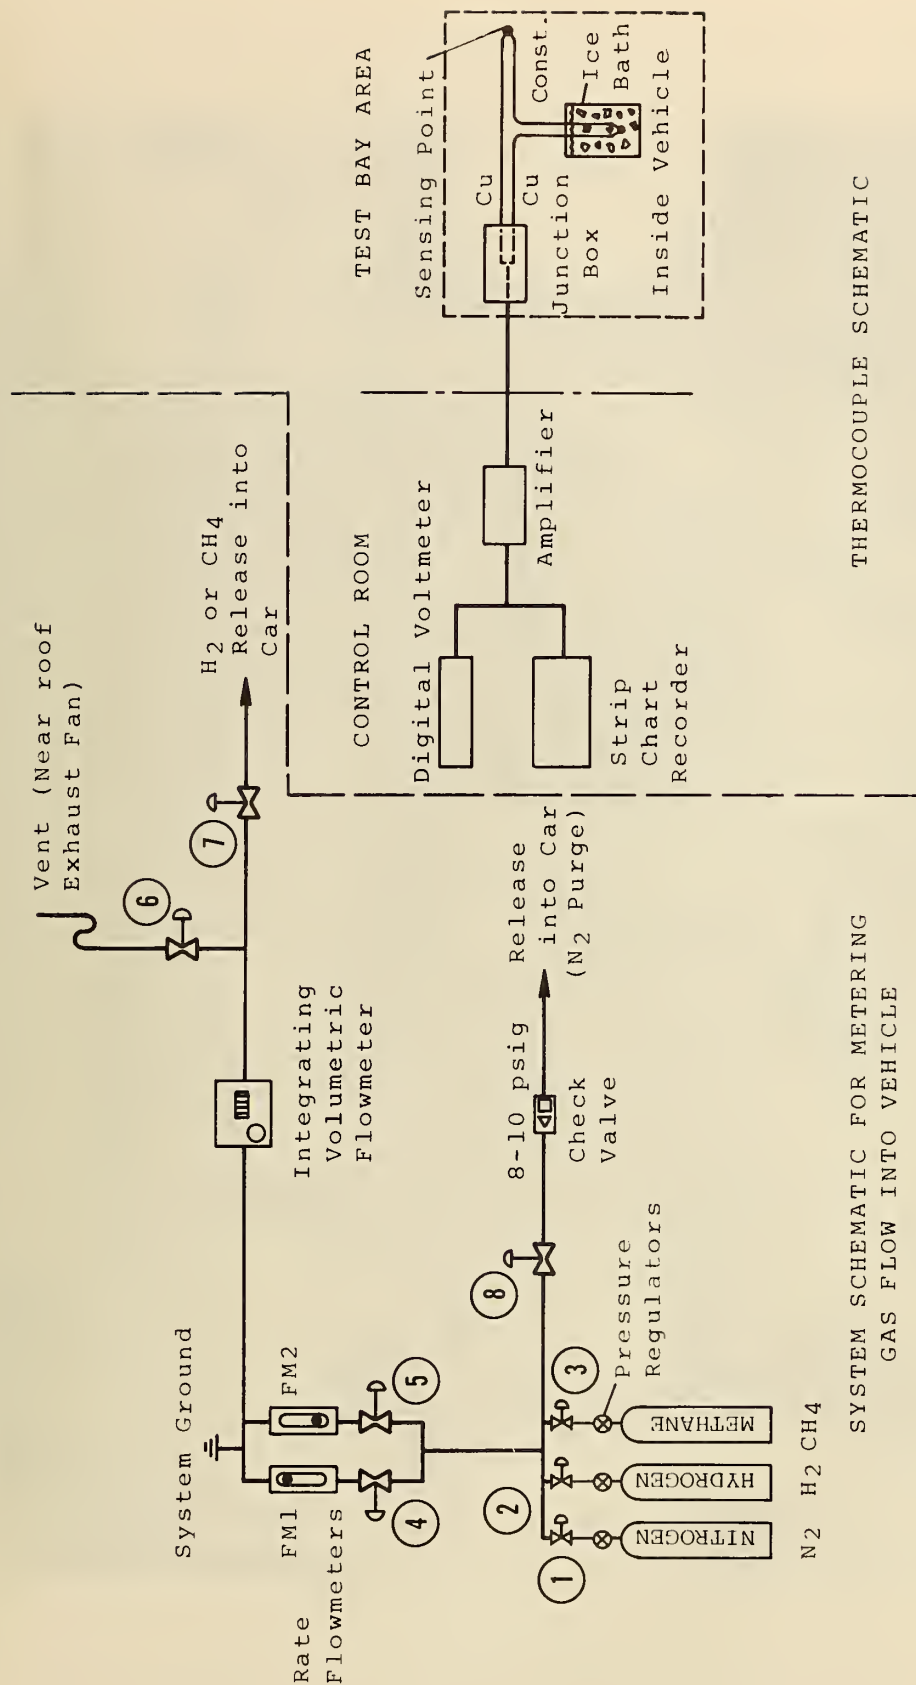 Vent (Near roof
Exhaust Fan)
6
7
H2 or CH4
Release into
Car
System Ground
FM1
FM2
Rate
Flowmeters
4
5
Integrating
Volumetric
Flowmeter
1
2
3
8
Pressure
Regulators
8-10 psig
Check
Valve
Release
into Car
(N2 Purge)
NITROGEN
HYDROGEN
METHANE
N2 H2 CH4
SYSTEM SCHEMATIC FOR METERING
GAS FLOW INTO VEHICLE
CONTROL ROOM
Digital Voltmeter
Amplifier
Strip
Chart
Recorder
TEST BAY AREA
Sensing Point
Cu
Cu
Const.
Junction
Box
Ice
Bath
Inside Vehicle
THERMOCOUPLE SCHEMATIC